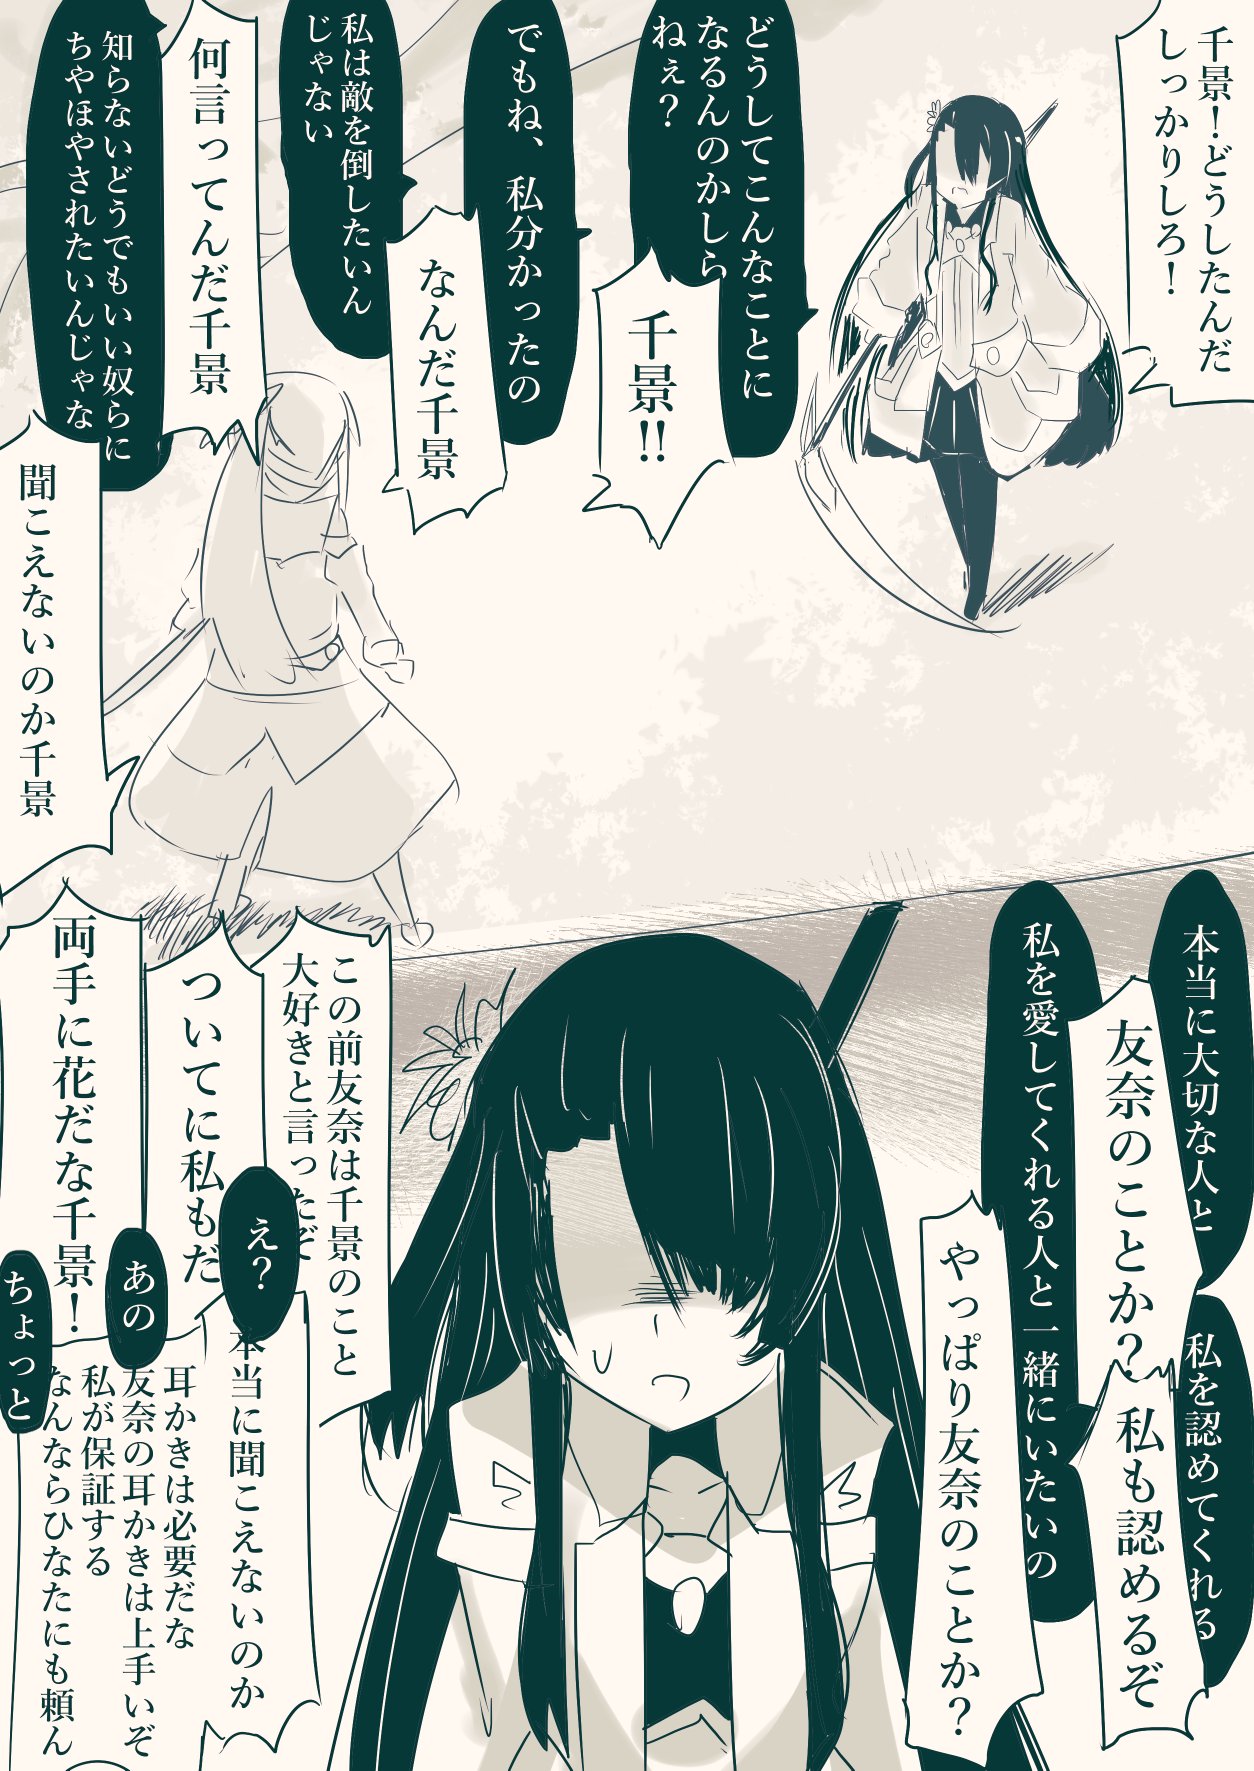 千景！どうしたんだ
しっかりしろ！
どうしてこんなことに
なるんのかしら
ねぇ？
千景!!
でもね、私分かったの
なんだ千景
私は敵を倒したいん
じゃない
何言ってんだ千景
知らないどうでもいい奴らに
ちやほやされたいんじゃな
聞こえないのか千景
本当に大切な人と
私を認めてくれる
友奈のことか？
私も認めるぞ
私を愛してくれる人と一緒にいたいの
やっぱり友奈のことか？
この前友奈は千景のこと
大好きと言ったぞ
え？
ついてに私もだ
あの
両手に花だな千景！
ちょっと
本当に聞こえないのか
耳かきは必要だな
友奈の耳かきは上手いぞ
私が保証する
なんならひなたにも頼ん